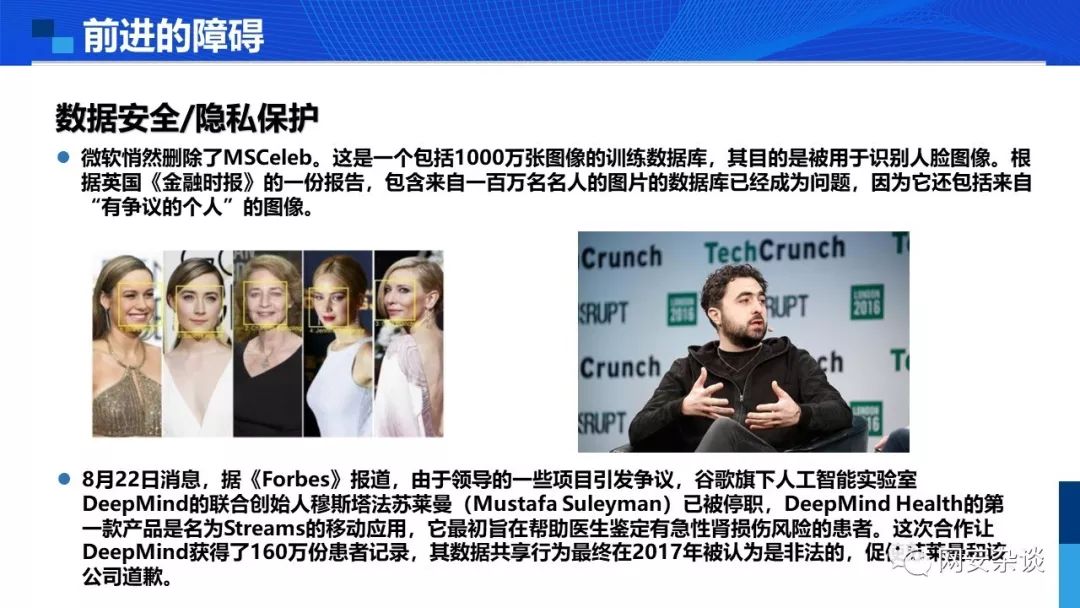 前进的障碍
数据安全/隐私保护
微软悄然删除了MSCeleb。这是一个包括1000万张图像的训练数据库，其目的是被用于识别人脸图像。根
据英国《金融时报》的一份报告，包含来自一百万名名人的图片的数据库已经成为问题，因为它还包括来自
“有争议的个人”的图像。
Crunch
TechCrunch
T
SRUPT
LONDON
2016
RUPT
LONDON
2016
Crunch
Crunch
T
SRUPT
LONDON
16
8月22日消息，据《Forbes》报道，由于领导的一些项目引发争议，谷歌旗下人工智能实验室
DeepMind的联合创始人穆斯塔法苏莱曼（Mustafa Suleyman）已被停职，DeepMind Health的第
一款产品是名为Streams的移动应用，它最初旨在帮助医生鉴定有急性肾损伤风险的患者。这次合作让
DeepMind获得了160万份患者记录，其数据共享行为最终在2017年被认为是非法的，促
公司道歉。
网安杂谈